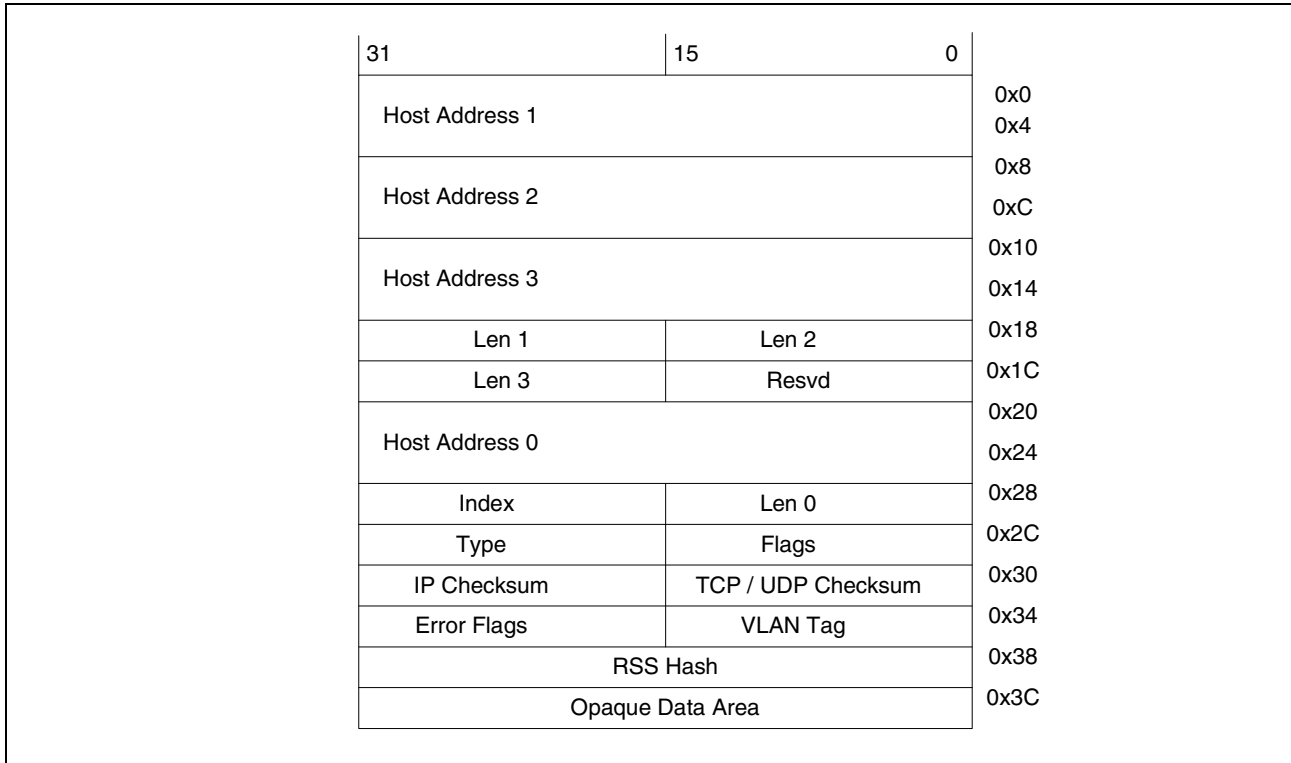 31 15 0
Host Address 1 0x0
0x4
Host Address 2 0x8
0xC
Host Address 3 0x10
0x14
Len 1 Len 2 0x18
Len 3 Resvd 0x1C
Host Address 0 0x20
0x24
Index Len 0 0x28
Type Flags 0x2C
IP Checksum TCP / UDP Checksum 0x30
Error Flags VLAN Tag 0x34
RSS Hash 0x38
Opaque Data Area 0x3C